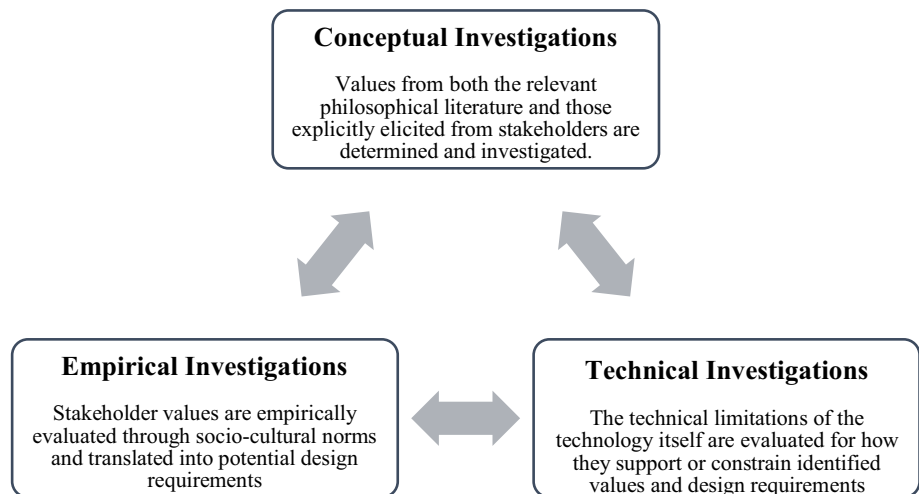 Conceptual Investigations
Values from both the relevant
philosophical literature and those
explicitly elicited from stakeholders are
determined and investigated.
Empirical Investigations
Stakeholder values are empirically
evaluated through socio-cultural norms
and translated into potential design
requirements
Technical Investigations
The technical limitations of the
technology itself are evaluated for how
they support or constrain identified
values and design requirements